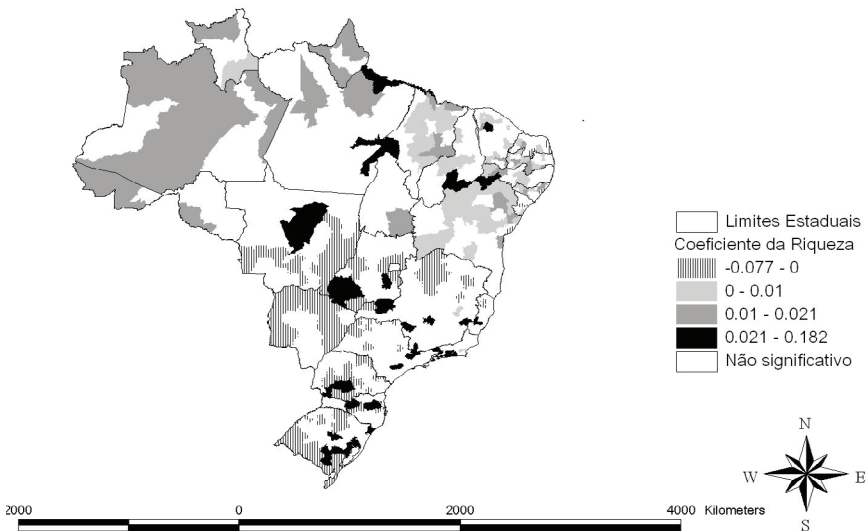 Limites Estaduais
Coeficiente da Riqueza
-0.077 - 0
0 - 0.01
0.01 - 0.021
0.021 - 0.182
Não significativo
N
W E
S
2000 0 2000 4000 Kilometers